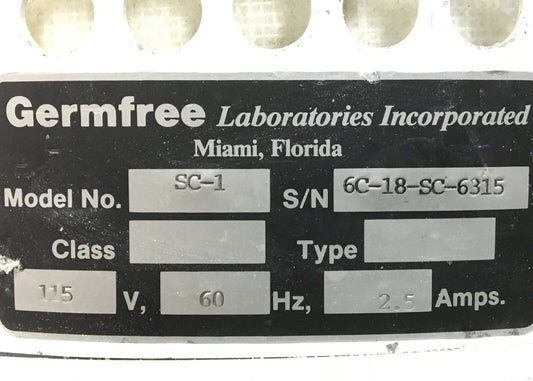 Germfree Laboratories Incorporated
Miami, Florida
Model No. SC-1 S/N 6C-18-SC-6315
Class Type
115 V, 60 Hz, 2.5 Amps.